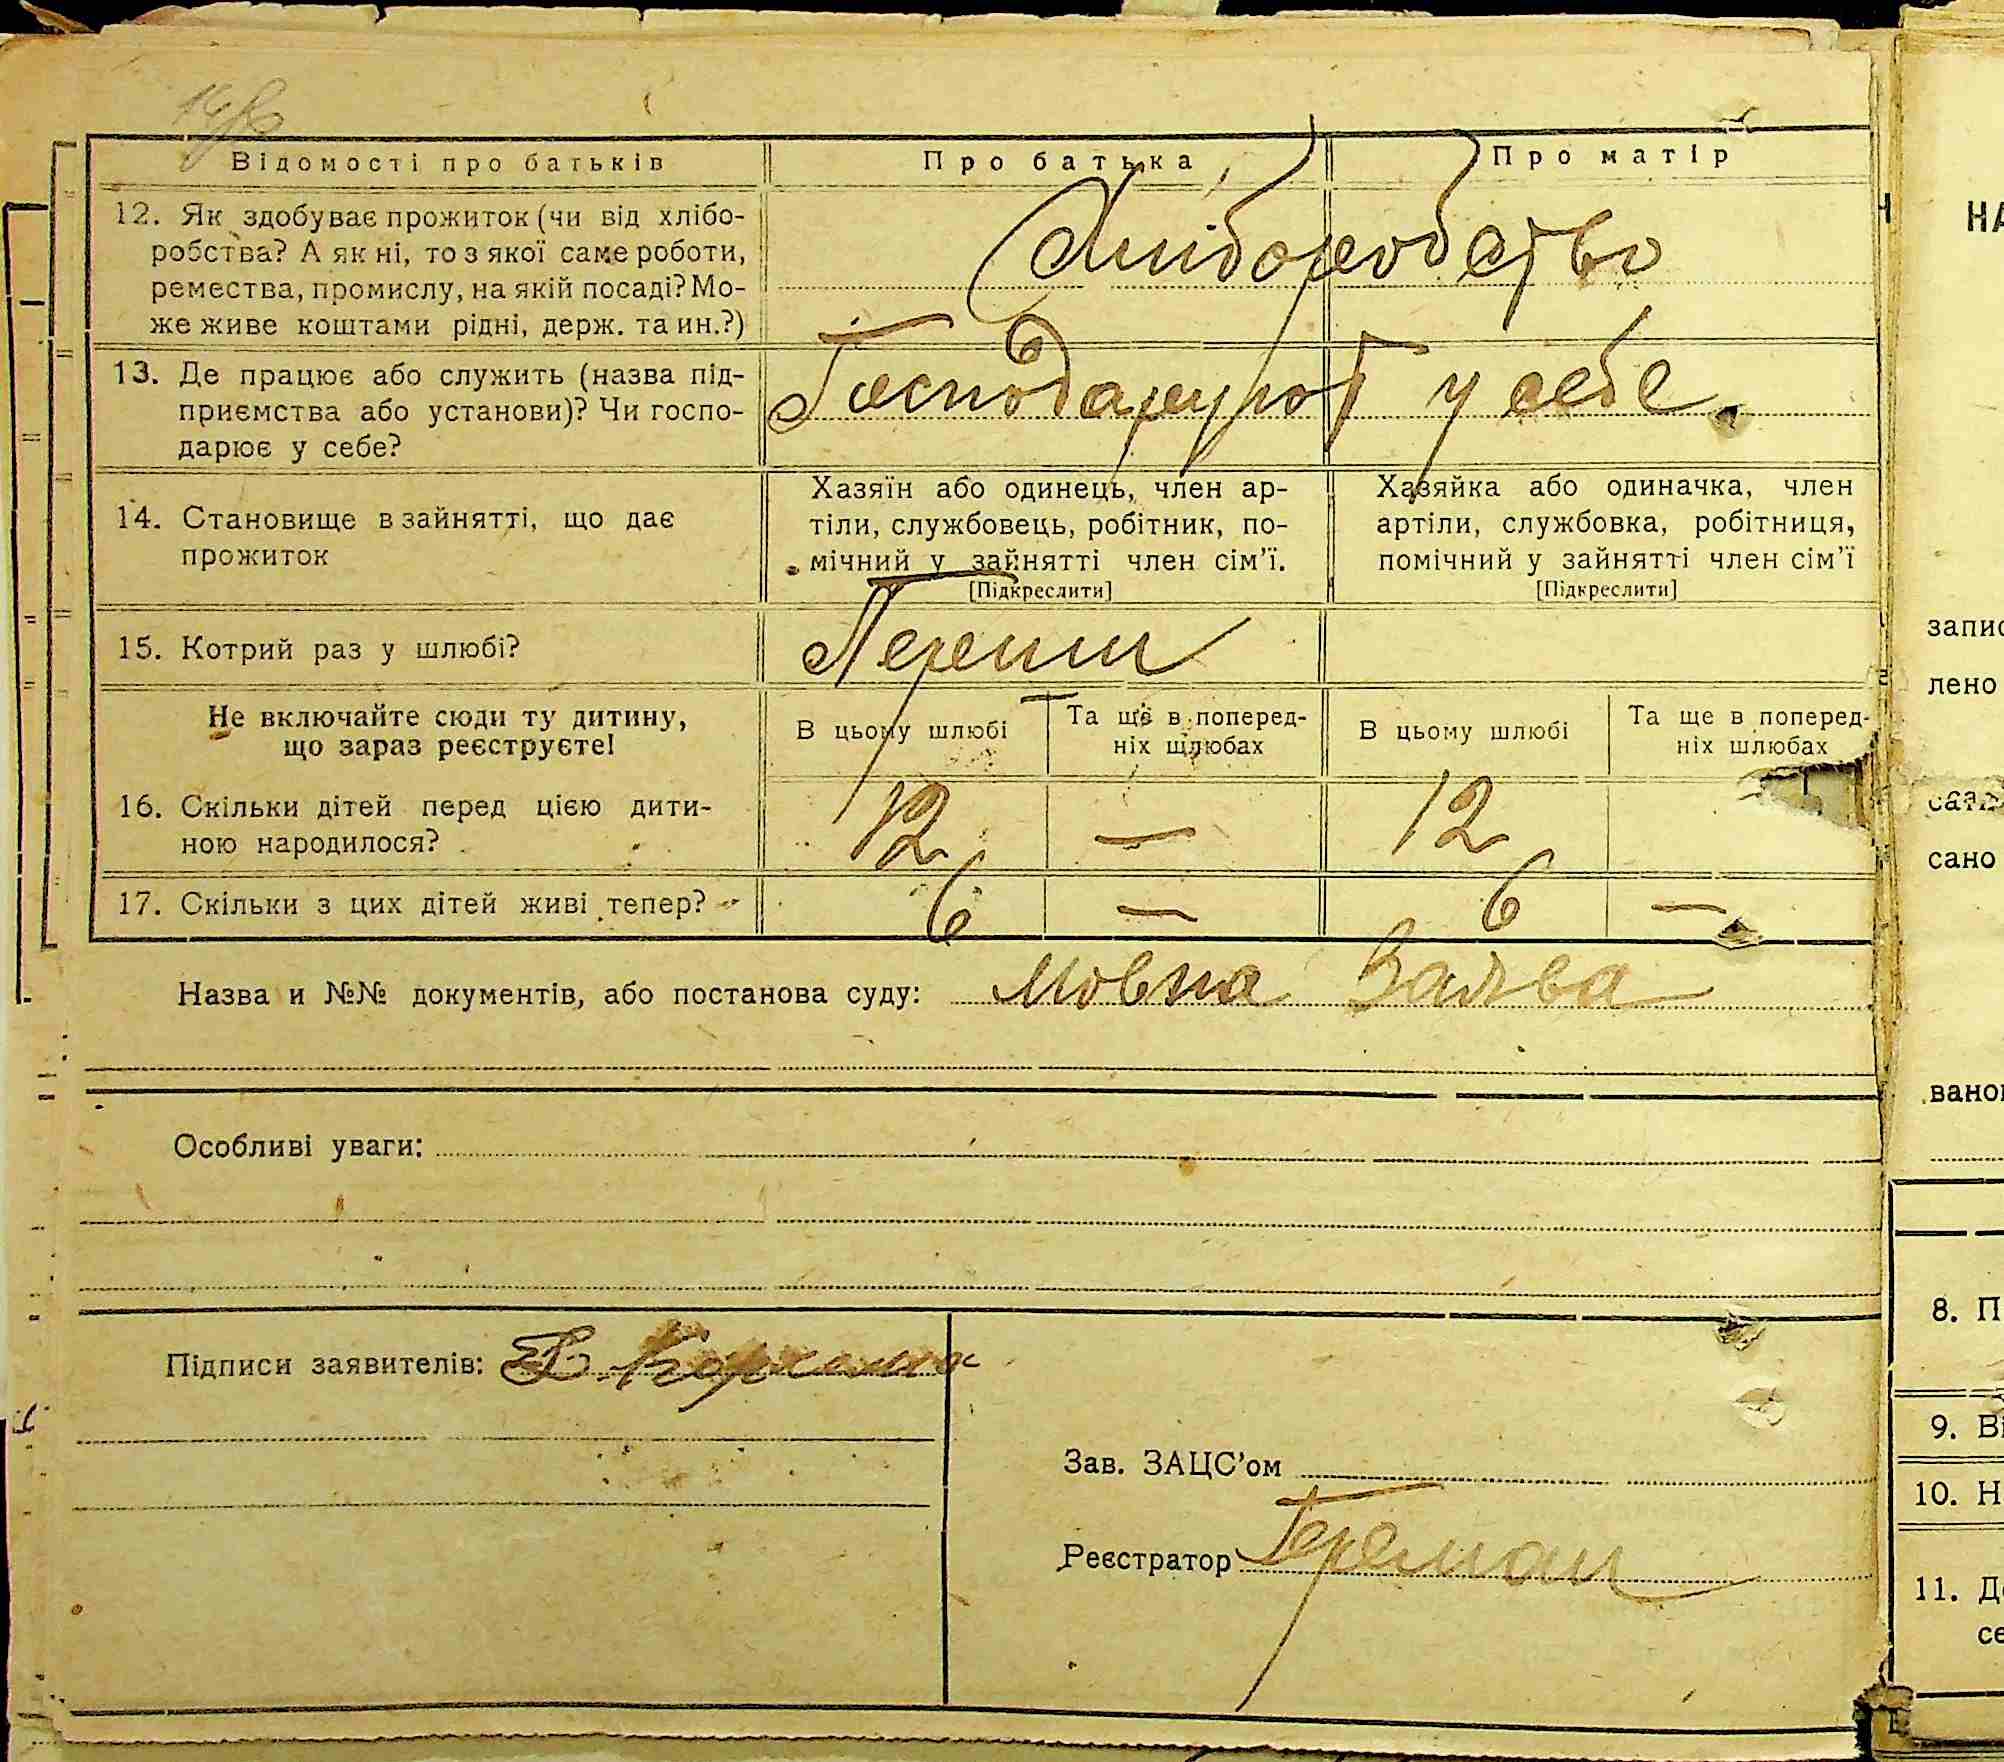 Відомості про батьків Про батька Про матір
12. Як здобуває прожиток (чи від хлібо-
робства? А як ні, то з якої саме роботи,
ремества, промислу, на якій посаді? Мо-
же живе коштами рідні, держ. та ин.?)
Хліборобство
13. Де працює або служить (назва під-
приємства або установи)? Чи госпо-
дарює у себе?
Господарюют у себе.
14. Становище в зайнятті, що дає
прожиток
Хазяїн або одинець, член ар-
тіли, службовець, робітник, по-
мічний у зайнятті член сім'ї.
[Підкреслити]
Хазяйка або одиначка, член
артіли, службовка, робітниця,
помічний у зайнятті член сім'ї
[Підкреслити]
15. Котрий раз у шлюбі?
Перший
Не включайте сюди ту дитину,
що зараз реєструєте!
В цьому шлюбі
Та ще в поперед-
ніх шлюбах
В цьому шлюбі
Та ще в поперед-
ніх шлюбах
16. Скільки дітей перед цією дити-
ною народилося?
12 — 12
17. Скільки з цих дітей живі тепер? 6 — 6 —
Назва и №№ документів, або постанова суду: Мовна Заява
Особливі уваги:
Підписи заявителів:
Зав. ЗАЦС'ом
Реєстратор Герман
НА
запис
лено
сано
вано
8. П
9. Ві
10. Н
11. Д
се